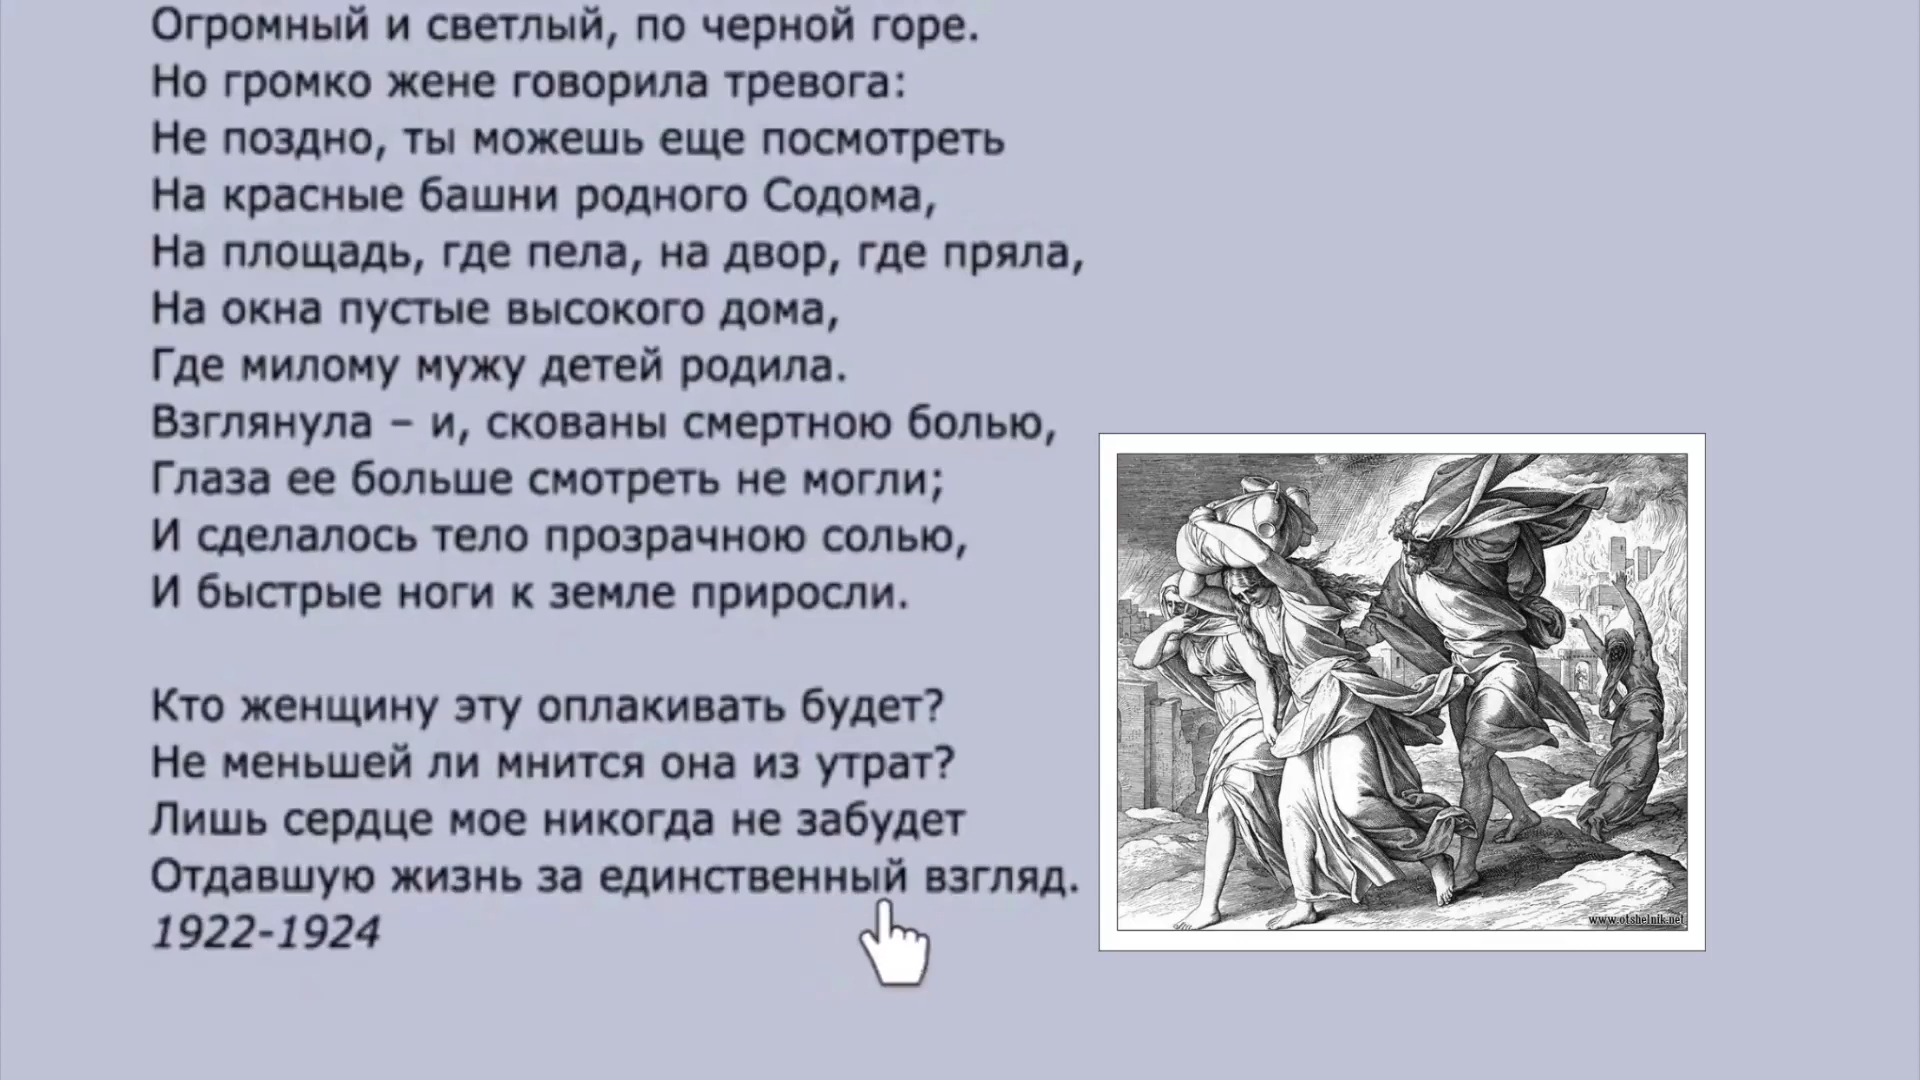 Огромный и светлый, по черной горе.
Но громко жене говорила тревога:
Не поздно, ты можешь еще посмотреть
На красные башни родного Содома,
На площадь, где пела, на двор, где пряла,
На окна пустые высокого дома,
Где милому мужу детей родила.
Взглянула – и, скованы смертною болью,
Глаза ее больше смотреть не могли;
И сделалось тело прозрачною солью,
И быстрые ноги к земле приросли.
Кто женщину эту оплакивать будет?
Не меньшей ли мнится она из утрат?
Лишь сердце мое никогда не забудет
Отдавшую жизнь за единственный взгляд.
1922-1924
www.otshelnik.net